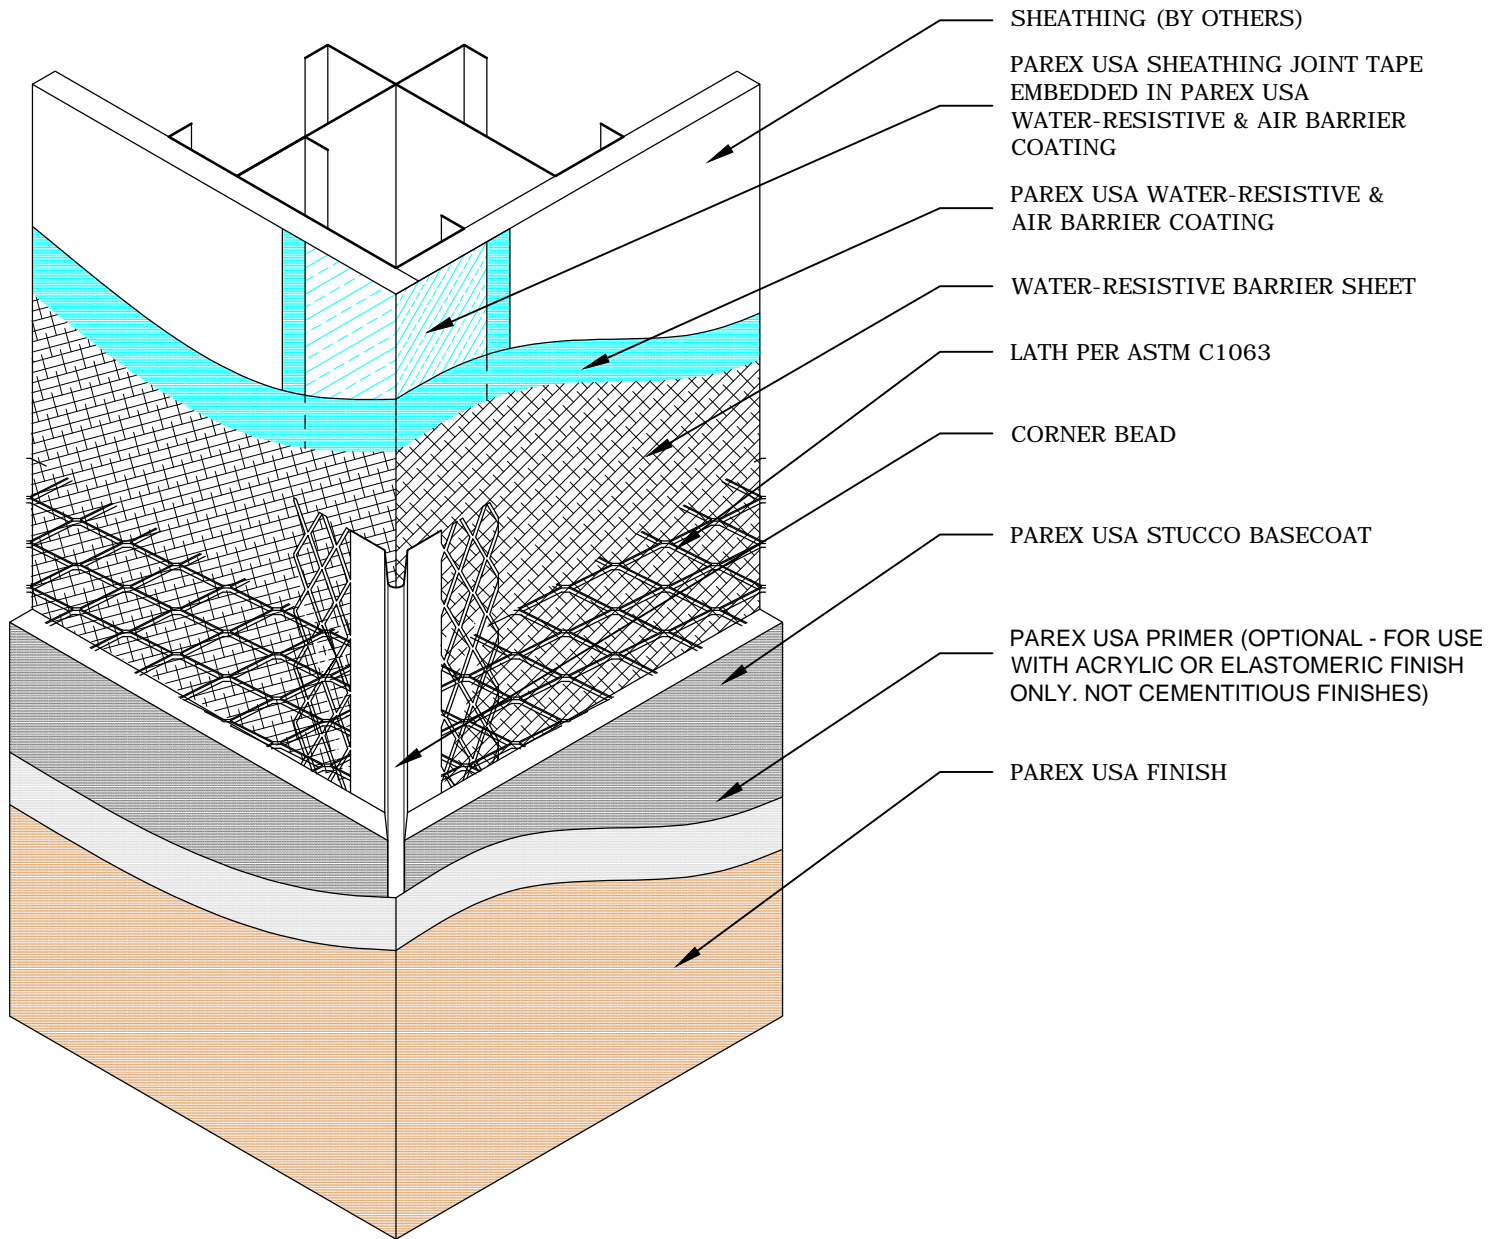 SHEATHING (BY OTHERS)
PAREX USA SHEATHING JOINT TAPE
EMBEDDED IN PAREX USA
WATER-RESISTIVE & AIR BARRIER
COATING
PAREX USA WATER-RESISTIVE &
AIR BARRIER COATING
WATER-RESISTIVE BARRIER SHEET
LATH PER ASTM C1063
CORNER BEAD
PAREX USA STUCCO BASECOAT
PAREX USA PRIMER (OPTIONAL - FOR USE
WITH ACRYLIC OR ELASTOMERIC FINISH
ONLY. NOT CEMENTITIOUS FINISHES)
PAREX USA FINISH